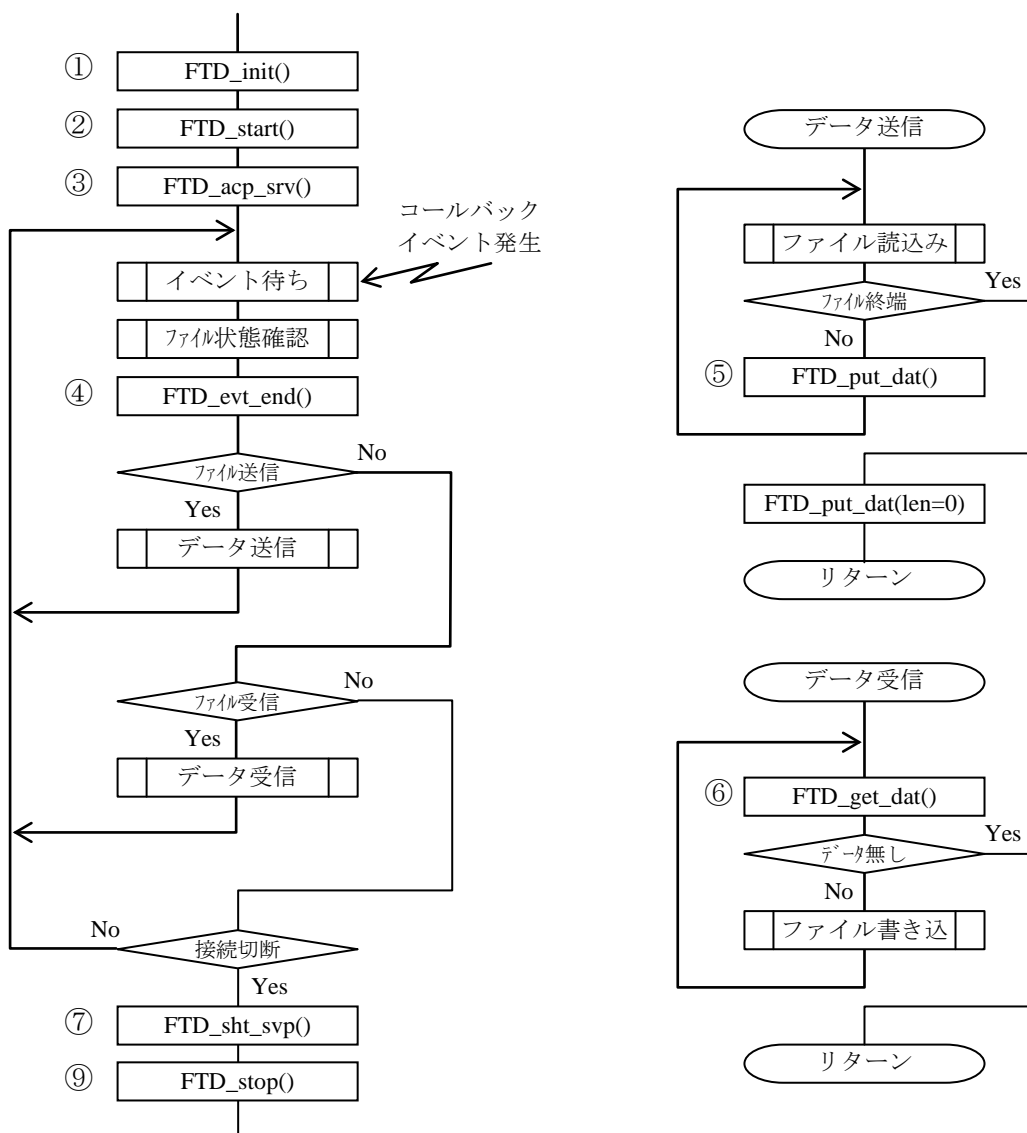 ①
FTD_init()
②
FTD_start()
③
FTD_acp_srv()
コールバック
イベント発生
イベント待ち
ファイル状態確認
④
FTD_evt_end()
ファイル送信
No
Yes
データ送信
ファイル受信
No
Yes
データ受信
No
接続切断
Yes
⑦
FTD_sht_svp()
⑨
FTD_stop()
データ送信
ファイル読込み
ファイル終端
Yes
No
⑤
FTD_put_dat()
FTD_put_dat(len=0)
リターン
データ受信
⑥
FTD_get_dat()
データ無し
Yes
No
ファイル書き込
リターン